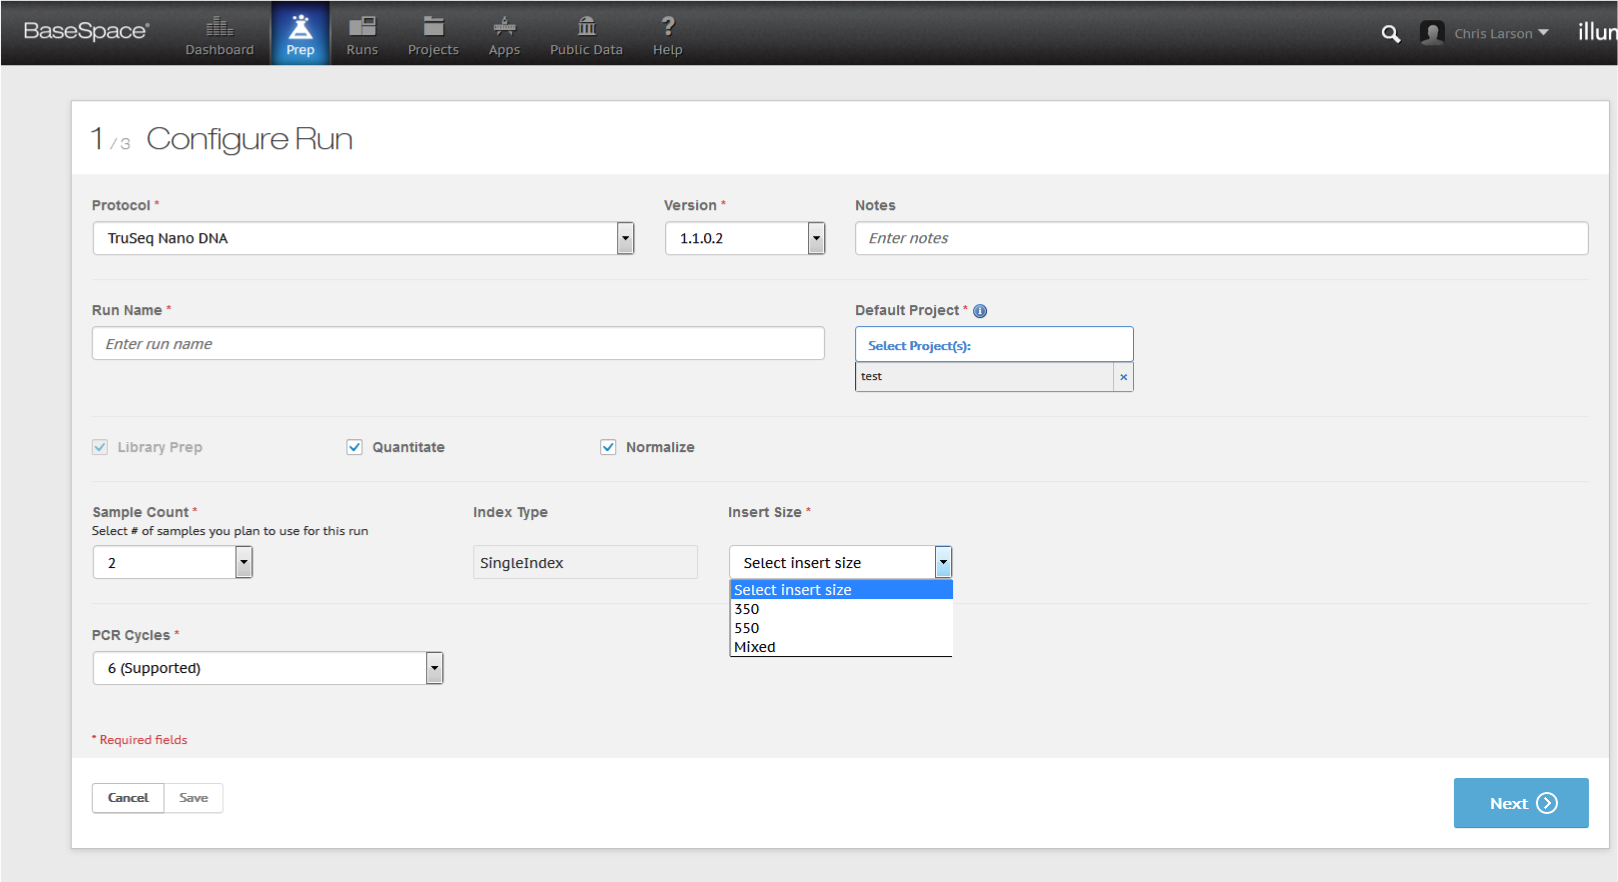 BaseSpace®
Dashboard
Prep
Runs
Projects
Apps
Public Data
Help
Chris Larson
illun
1 / 3 Configure Run
Protocol *
Version *
Notes
TruSeq Nano DNA
1.1.0.2
Enter notes
Run Name *
Default Project *
Enter run name
Select Project(s):
test
Library Prep
Quantitate
Normalize
Sample Count *
Index Type
Insert Size *
Select # of samples you plan to use for this run
2
SingleIndex
Select insert size
Select insert size
350
550
Mixed
PCR Cycles *
6 (Supported)
* Required fields
Cancel
Save
Next